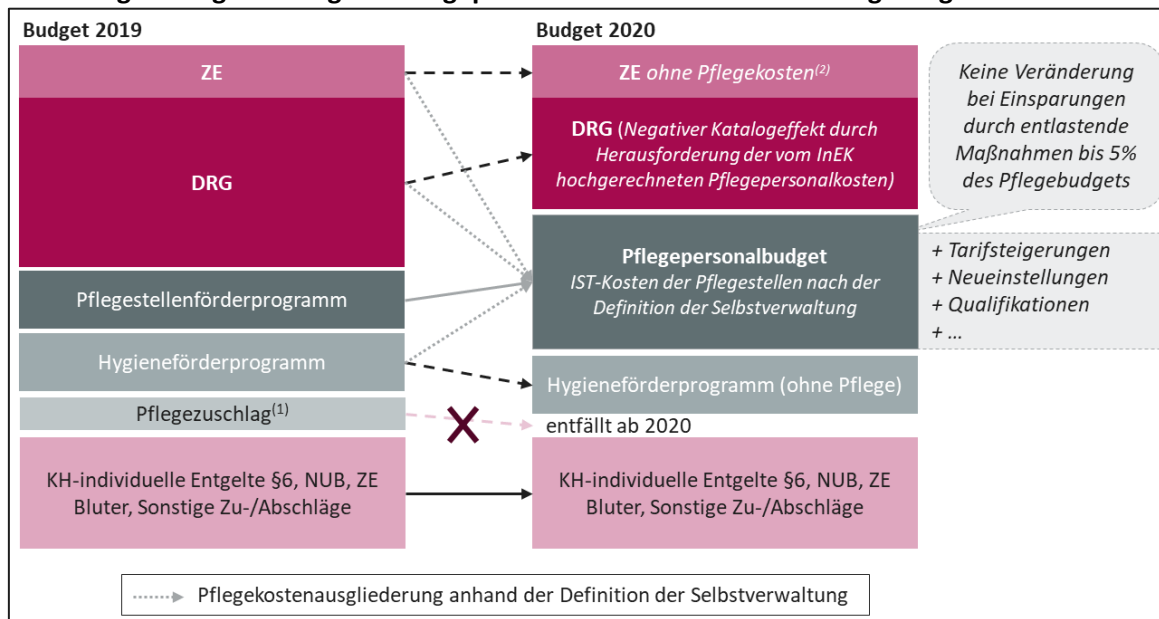 Budget 2019
Budget 2020
ZE
ZE ohne Pflegekosten(2)
DRG
DRG (Negativer Katalogeffekt durch
Herausforderung der vom InEK
hochgerechneten Pflegepersonalkosten)
Keine Veränderung
bei Einsparungen
durch entlastende
Maßnahmen bis 5%
des Pflegebudgets
Pflegestellenförderprogramm
Pflegepersonalbudget
IST-Kosten der Pflegestellen nach der
Definition der Selbstverwaltung
+ Tarifsteigerungen
+ Neueinstellungen
+ Qualifikationen
+ ...
Hygieneförderprogramm
Hygieneförderprogramm (ohne Pflege)
Pflegezuschlag(1)
entfällt ab 2020
KH-individuelle Entgelte §6, NUB, ZE
Bluter, Sonstige Zu-/Abschläge
KH-individuelle Entgelte §6, NUB, ZE
Bluter, Sonstige Zu-/Abschläge
Pflegekostenausgliederung anhand der Definition der Selbstverwaltung